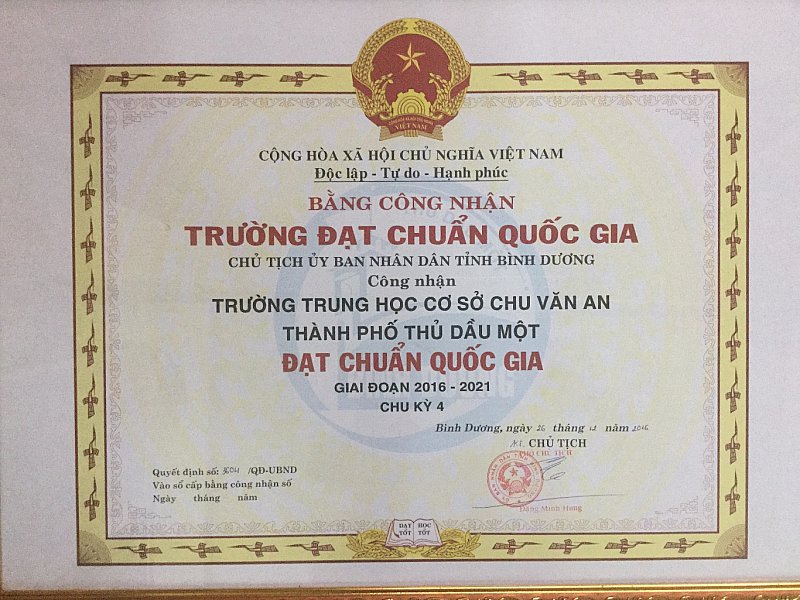 CỘNG HÒA XÃ HỘI CHỦ NGHĨA VIỆT NAM
Độc lập - Tự do - Hạnh phúc
BẰNG CÔNG NHẬN
TRƯỜNG ĐẠT CHUẨN QUỐC GIA
CHỦ TỊCH ỦY BAN NHÂN DÂN TỈNH BÌNH DƯƠNG
Công nhận
TRƯỜNG TRUNG HỌC CƠ SỞ CHU VĂN AN
THÀNH PHỐ THỦ DẦU MỘT
ĐẠT CHUẨN QUỐC GIA
GIAI ĐOẠN 2016 - 2021
CHU KỲ 4
Bình Dương, ngày 26 tháng 12 năm 2016
KT. CHỦ TỊCH
PHÓ CHỦ TỊCH
Đặng Minh Hưng
Quyết định số: /QĐ-UBND
Vào sổ cấp bằng công nhận số
Ngày tháng năm
DẠY TỐT
HỌC TỐT